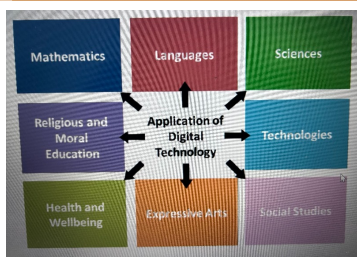 Mathematics
Languages
Sciences
Religious and
Moral
Education
Application of
Digital
Technology
Technologies
Health and
Wellbeing
Expressive Arts
Social Studies